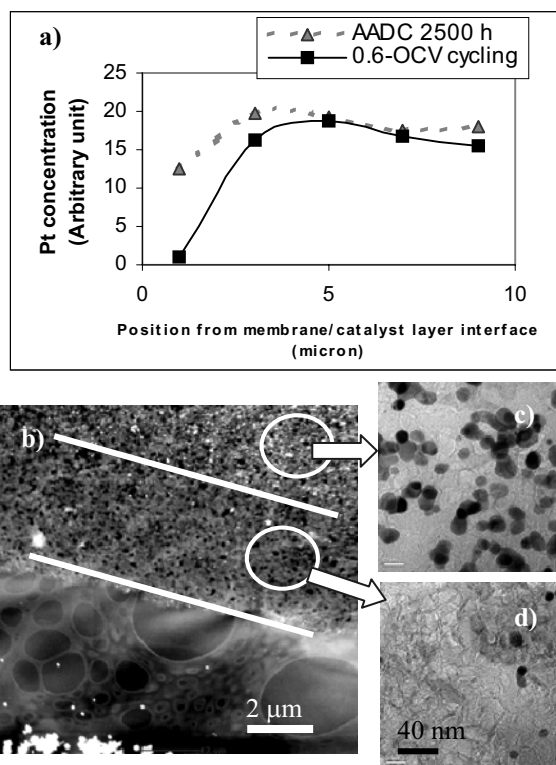 a)
AADC 2500 h
0.6-OCV cycling
25
20
15
10
5
0
Pt concentration
(Arbitrary unit)
0
5
10
Position from membrane/catalyst layer interface
(micron)
b)
2 μm
c)
d)
40 nm